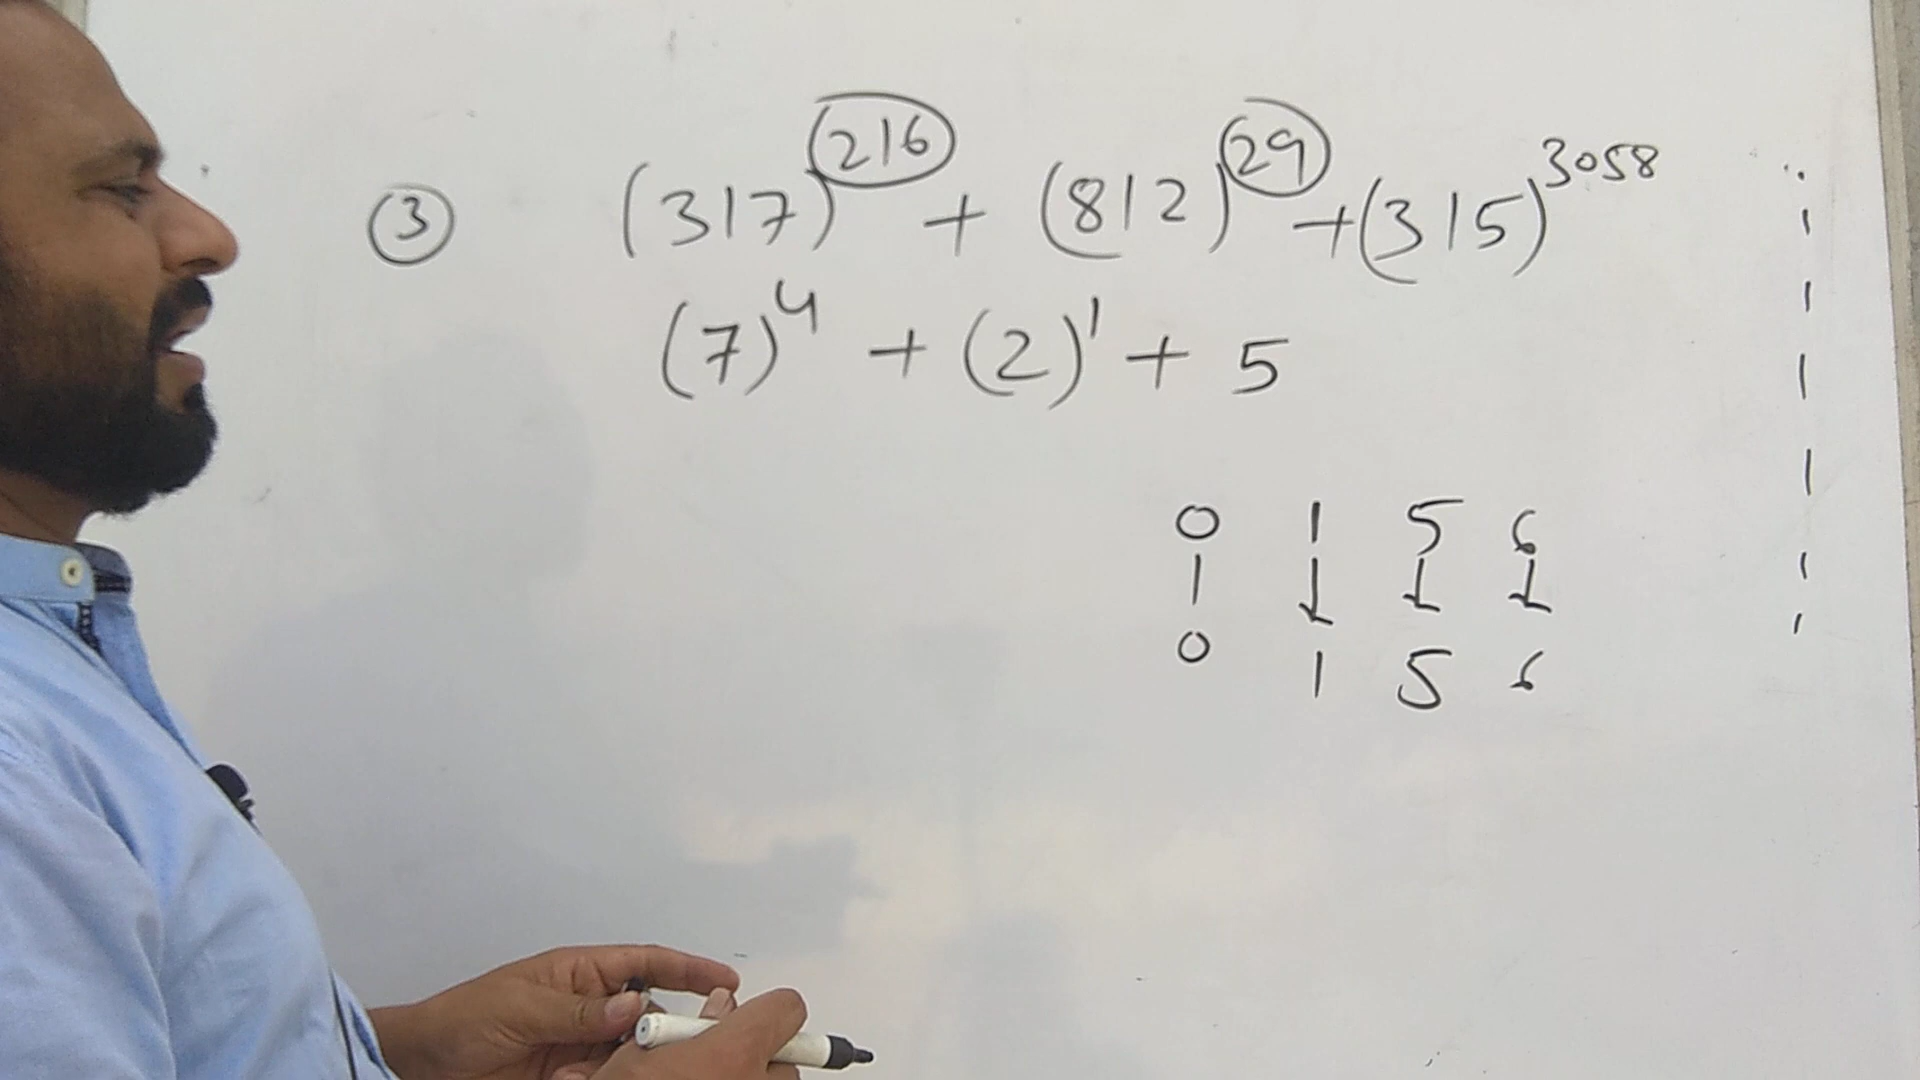 ③ (317)^216 + (812)^29 + (315)^3058
(7)^4 + (2)^1 + 5
0 1 5 6
↓ ↓ ↓ ↓
0 1 5 6